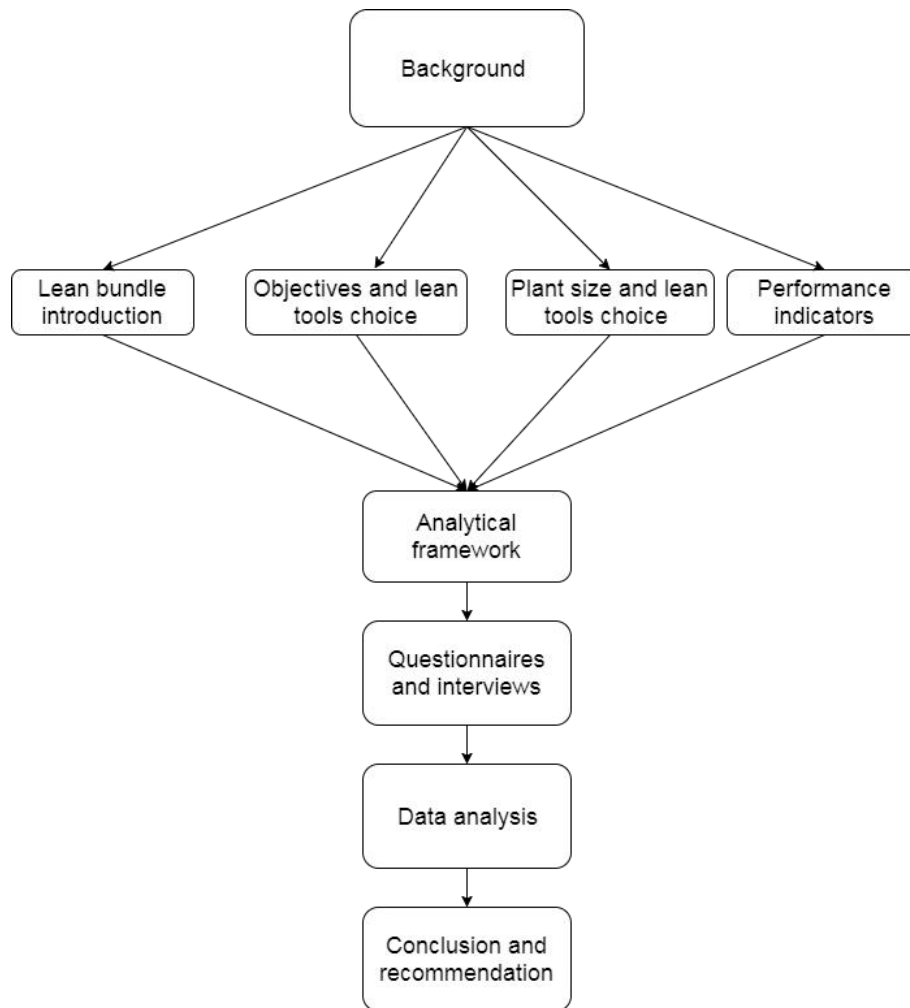 Background
Lean bundle
introduction
Objectives and lean
tools choice
Plant size and lean
tools choice
Performance
indicators
Analytical
framework
Questionnaires
and interviews
Data analysis
Conclusion and
recommendation